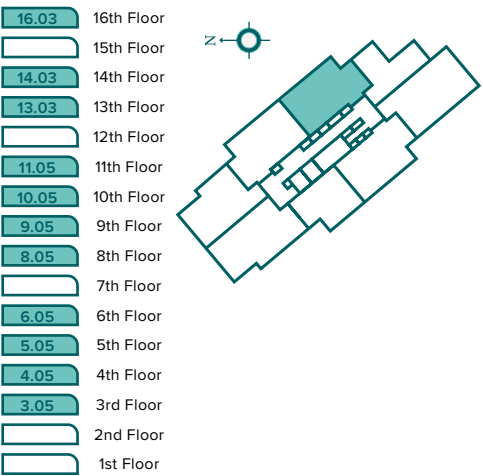 16.03 16th Floor
15th Floor
14.03 14th Floor
13.03 13th Floor
12th Floor
11.05 11th Floor
10.05 10th Floor
9.05 9th Floor
8.05 8th Floor
7th Floor
6.05 6th Floor
5.05 5th Floor
4.05 4th Floor
3.05 3rd Floor
2nd Floor
1st Floor
N